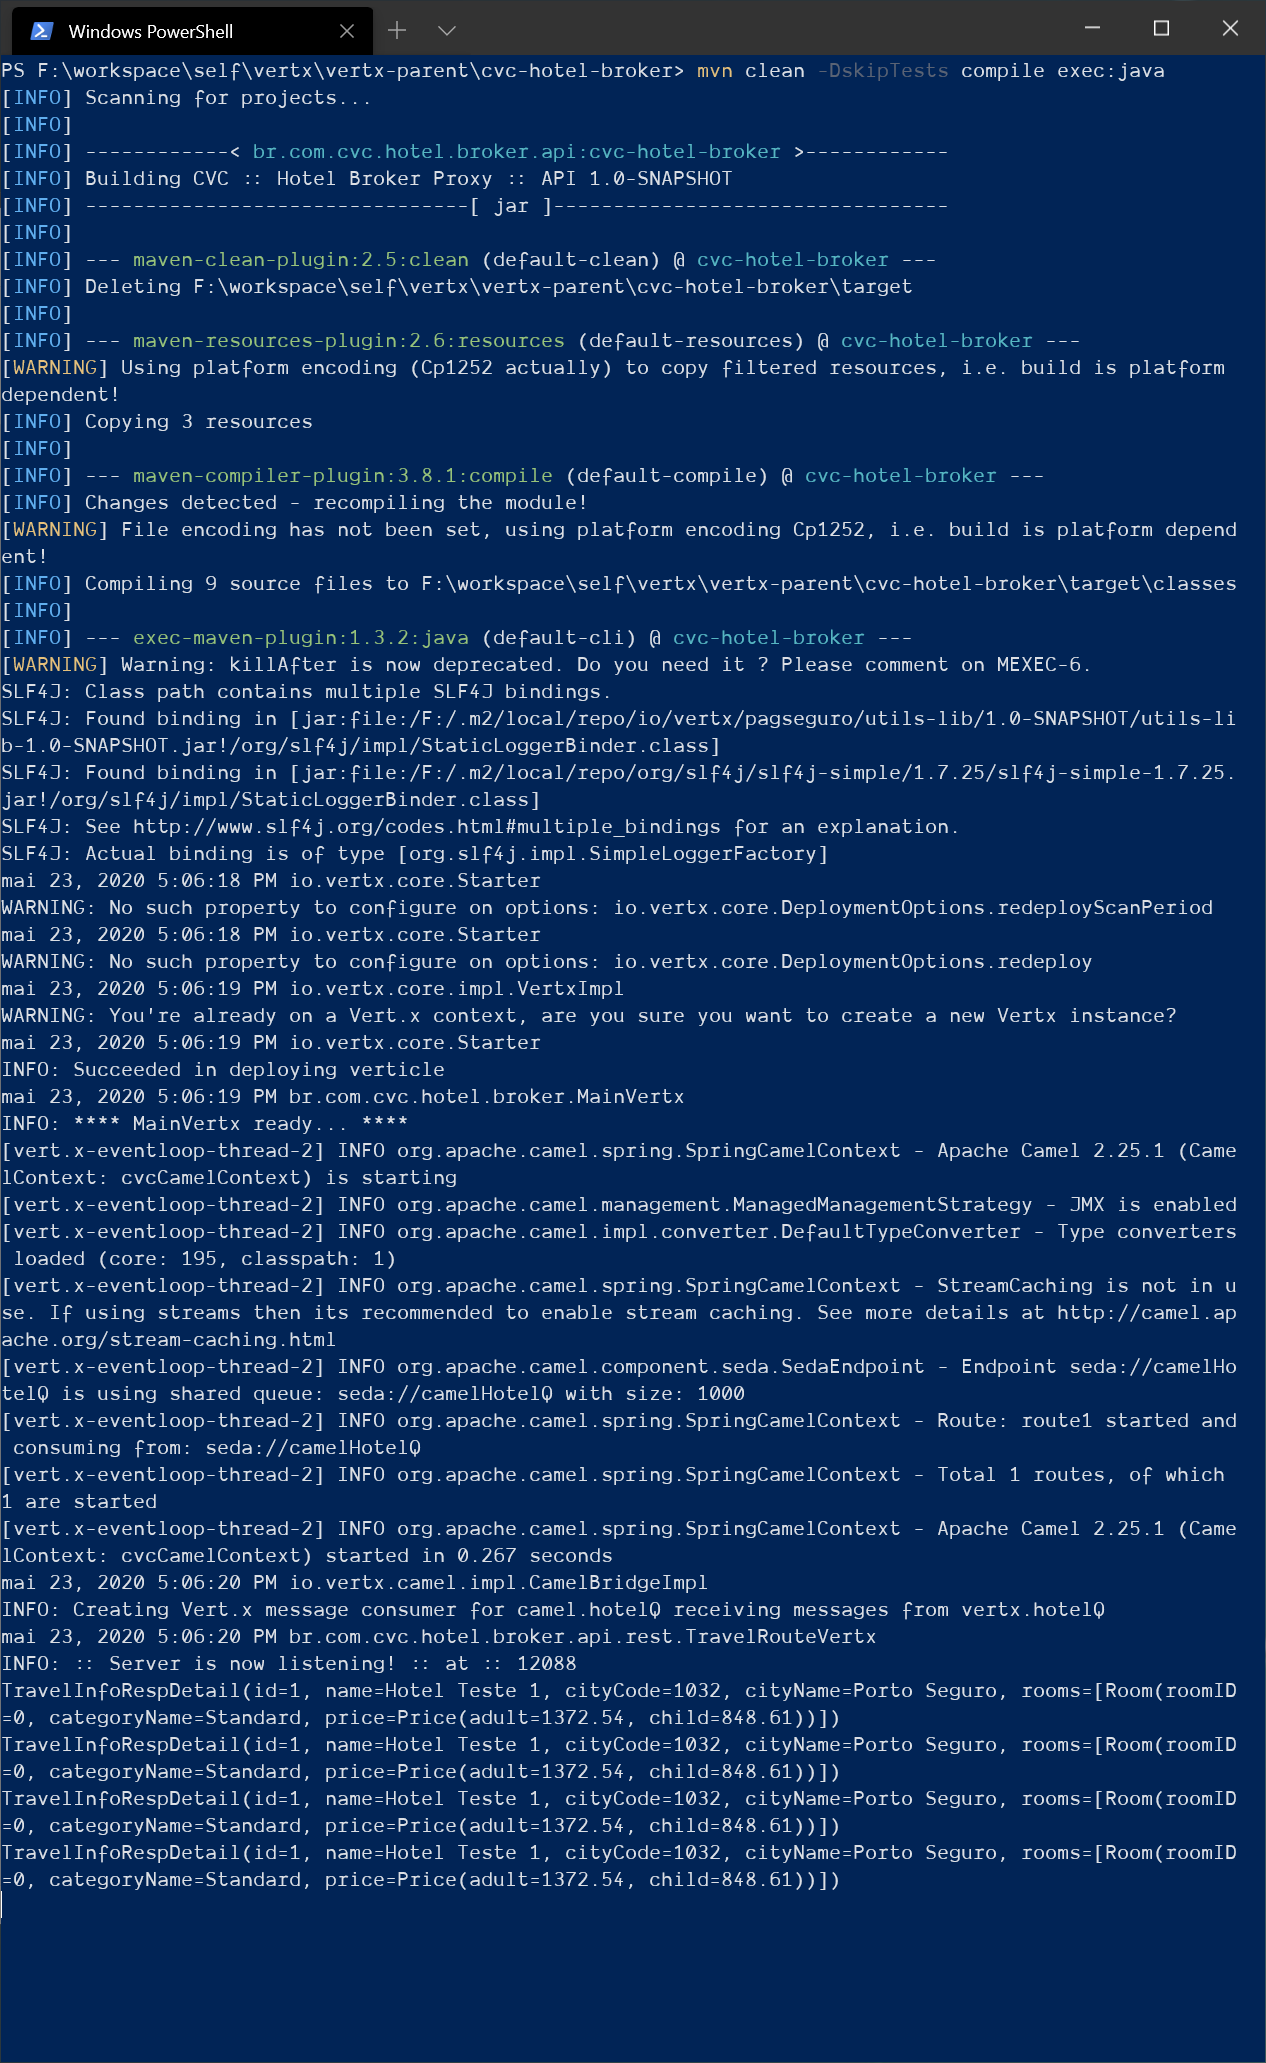 Windows PowerShell
PS F:\workspace\self\vertx\vertx-parent\cvc-hotel-broker> mvn clean -DskipTests compile exec:java
[INFO] Scanning for projects...
[INFO]
[INFO] ------------< br.com.cvc.hotel.broker.api:cvc-hotel-broker >------------
[INFO] Building CVC :: Hotel Broker Proxy :: API 1.0-SNAPSHOT
[INFO] --------------------------------[ jar ]---------------------------------
[INFO]
[INFO] --- maven-clean-plugin:2.5:clean (default-clean) @ cvc-hotel-broker ---
[INFO] Deleting F:\workspace\self\vertx\vertx-parent\cvc-hotel-broker\target
[INFO]
[INFO] --- maven-resources-plugin:2.6:resources (default-resources) @ cvc-hotel-broker ---
[WARNING] Using platform encoding (Cp1252 actually) to copy filtered resources, i.e. build is platform
dependent!
[INFO] Copying 3 resources
[INFO]
[INFO] --- maven-compiler-plugin:3.8.1:compile (default-compile) @ cvc-hotel-broker ---
[INFO] Changes detected - recompiling the module!
[WARNING] File encoding has not been set, using platform encoding Cp1252, i.e. build is platform depend
ent!
[INFO] Compiling 9 source files to F:\workspace\self\vertx\vertx-parent\cvc-hotel-broker\target\classes
[INFO]
[INFO] --- exec-maven-plugin:1.3.2:java (default-cli) @ cvc-hotel-broker ---
[WARNING] Warning: killAfter is now deprecated. Do you need it ? Please comment on MEXEC-6.
SLF4J: Class path contains multiple SLF4J bindings.
SLF4J: Found binding in [jar:file:/F:/.m2/local/repo/io/vertx/pagseguro/utils-lib/1.0-SNAPSHOT/utils-li
b-1.0-SNAPSHOT.jar!/org/slf4j/impl/StaticLoggerBinder.class]
SLF4J: Found binding in [jar:file:/F:/.m2/local/repo/org/slf4j/slf4j-simple/1.7.25/slf4j-simple-1.7.25.
jar!/org/slf4j/impl/StaticLoggerBinder.class]
SLF4J: See http://www.slf4j.org/codes.html#multiple_bindings for an explanation.
SLF4J: Actual binding is of type [org.slf4j.impl.SimpleLoggerFactory]
mai 23, 2020 5:06:18 PM io.vertx.core.Starter
WARNING: No such property to configure on options: io.vertx.core.DeploymentOptions.redeployScanPeriod
mai 23, 2020 5:06:18 PM io.vertx.core.Starter
WARNING: No such property to configure on options: io.vertx.core.DeploymentOptions.redeploy
mai 23, 2020 5:06:19 PM io.vertx.core.impl.VertxImpl
WARNING: You're already on a Vert.x context, are you sure you want to create a new Vertx instance?
mai 23, 2020 5:06:19 PM io.vertx.core.Starter
INFO: Succeeded in deploying verticle
mai 23, 2020 5:06:19 PM br.com.cvc.hotel.broker.MainVertx
INFO: **** MainVertx ready... ****
[vert.x-eventloop-thread-2] INFO org.apache.camel.spring.SpringCamelContext - Apache Camel 2.25.1 (Came
lContext: cvcCamelContext) is starting
[vert.x-eventloop-thread-2] INFO org.apache.camel.management.ManagedManagementStrategy - JMX is enabled
[vert.x-eventloop-thread-2] INFO org.apache.camel.impl.converter.DefaultTypeConverter - Type converters
 loaded (core: 195, classpath: 1)
[vert.x-eventloop-thread-2] INFO org.apache.camel.spring.SpringCamelContext - StreamCaching is not in u
se. If using streams then its recommended to enable stream caching. See more details at http://camel.ap
ache.org/stream-caching.html
[vert.x-eventloop-thread-2] INFO org.apache.camel.component.seda.SedaEndpoint - Endpoint seda://camelHo
telQ is using shared queue: seda://camelHotelQ with size: 1000
[vert.x-eventloop-thread-2] INFO org.apache.camel.spring.SpringCamelContext - Route: route1 started and
 consuming from: seda://camelHotelQ
[vert.x-eventloop-thread-2] INFO org.apache.camel.spring.SpringCamelContext - Total 1 routes, of which
1 are started
[vert.x-eventloop-thread-2] INFO org.apache.camel.spring.SpringCamelContext - Apache Camel 2.25.1 (Came
lContext: cvcCamelContext) started in 0.267 seconds
mai 23, 2020 5:06:20 PM io.vertx.camel.impl.CamelBridgeImpl
INFO: Creating Vert.x message consumer for camel.hotelQ receiving messages from vertx.hotelQ
mai 23, 2020 5:06:20 PM br.com.cvc.hotel.broker.api.rest.TravelRouteVertx
INFO: :: Server is now listening! :: at :: 12088
TravelInfoRespDetail(id=1, name=Hotel Teste 1, cityCode=1032, cityName=Porto Seguro, rooms=[Room(roomID
=0, categoryName=Standard, price=Price(adult=1372.54, child=848.61))])
TravelInfoRespDetail(id=1, name=Hotel Teste 1, cityCode=1032, cityName=Porto Seguro, rooms=[Room(roomID
=0, categoryName=Standard, price=Price(adult=1372.54, child=848.61))])
TravelInfoRespDetail(id=1, name=Hotel Teste 1, cityCode=1032, cityName=Porto Seguro, rooms=[Room(roomID
=0, categoryName=Standard, price=Price(adult=1372.54, child=848.61))])
TravelInfoRespDetail(id=1, name=Hotel Teste 1, cityCode=1032, cityName=Porto Seguro, rooms=[Room(roomID
=0, categoryName=Standard, price=Price(adult=1372.54, child=848.61))])